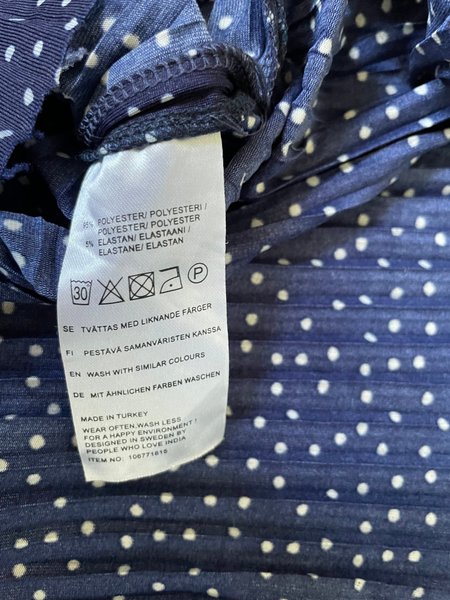 95% POLYESTER/ POLYESTERI /
POLYESTER/ POLYESTER
5% ELASTAN/ ELASTAANI /
ELASTANE/ ELASTAN
30 P
SE TVÄTTAS MED LIKNANDE FÄRGER
FI PESTÄVÄ SAMANVÄRISTEN KANSSA
EN WASH WITH SIMILAR COLOURS
DE MIT ÄHNLICHEN FARBEN WASCHEN
MADE IN TURKEY
WEAR OFTEN.WASH LESS
FOR A HAPPY ENVIRONMENT !
DESIGNED IN SWEDEN BY
PEOPLE WHO LOVE INDIA
ITEM NO: 106771616